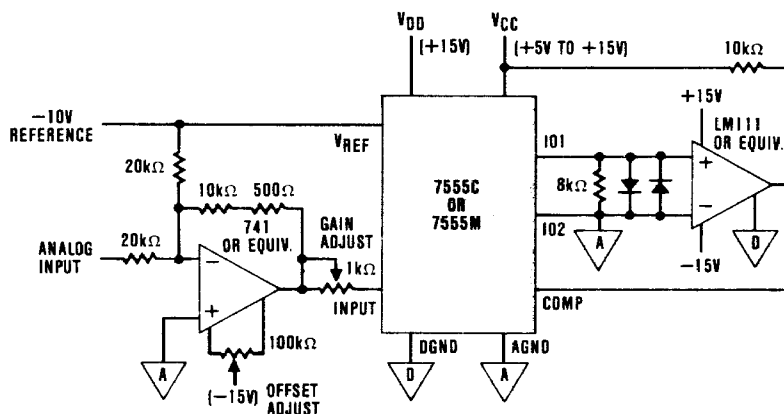 VDD
(+15V)
VCC
(+5V TO +15V)
10kΩ
–10V
REFERENCE
VREF
+15V
LM111
OR EQUIV.
20kΩ
10kΩ
500Ω
741
OR EQUIV.
GAIN
ADJUST
1kΩ
ANALOG
INPUT
20kΩ
–
+
INPUT
7555C
OR
7555M
IO1
8kΩ
IO2
+
–
A
D
–15V
COMP
A
100kΩ
(–15V)
OFFSET
ADJUST
DGND
D
AGND
A